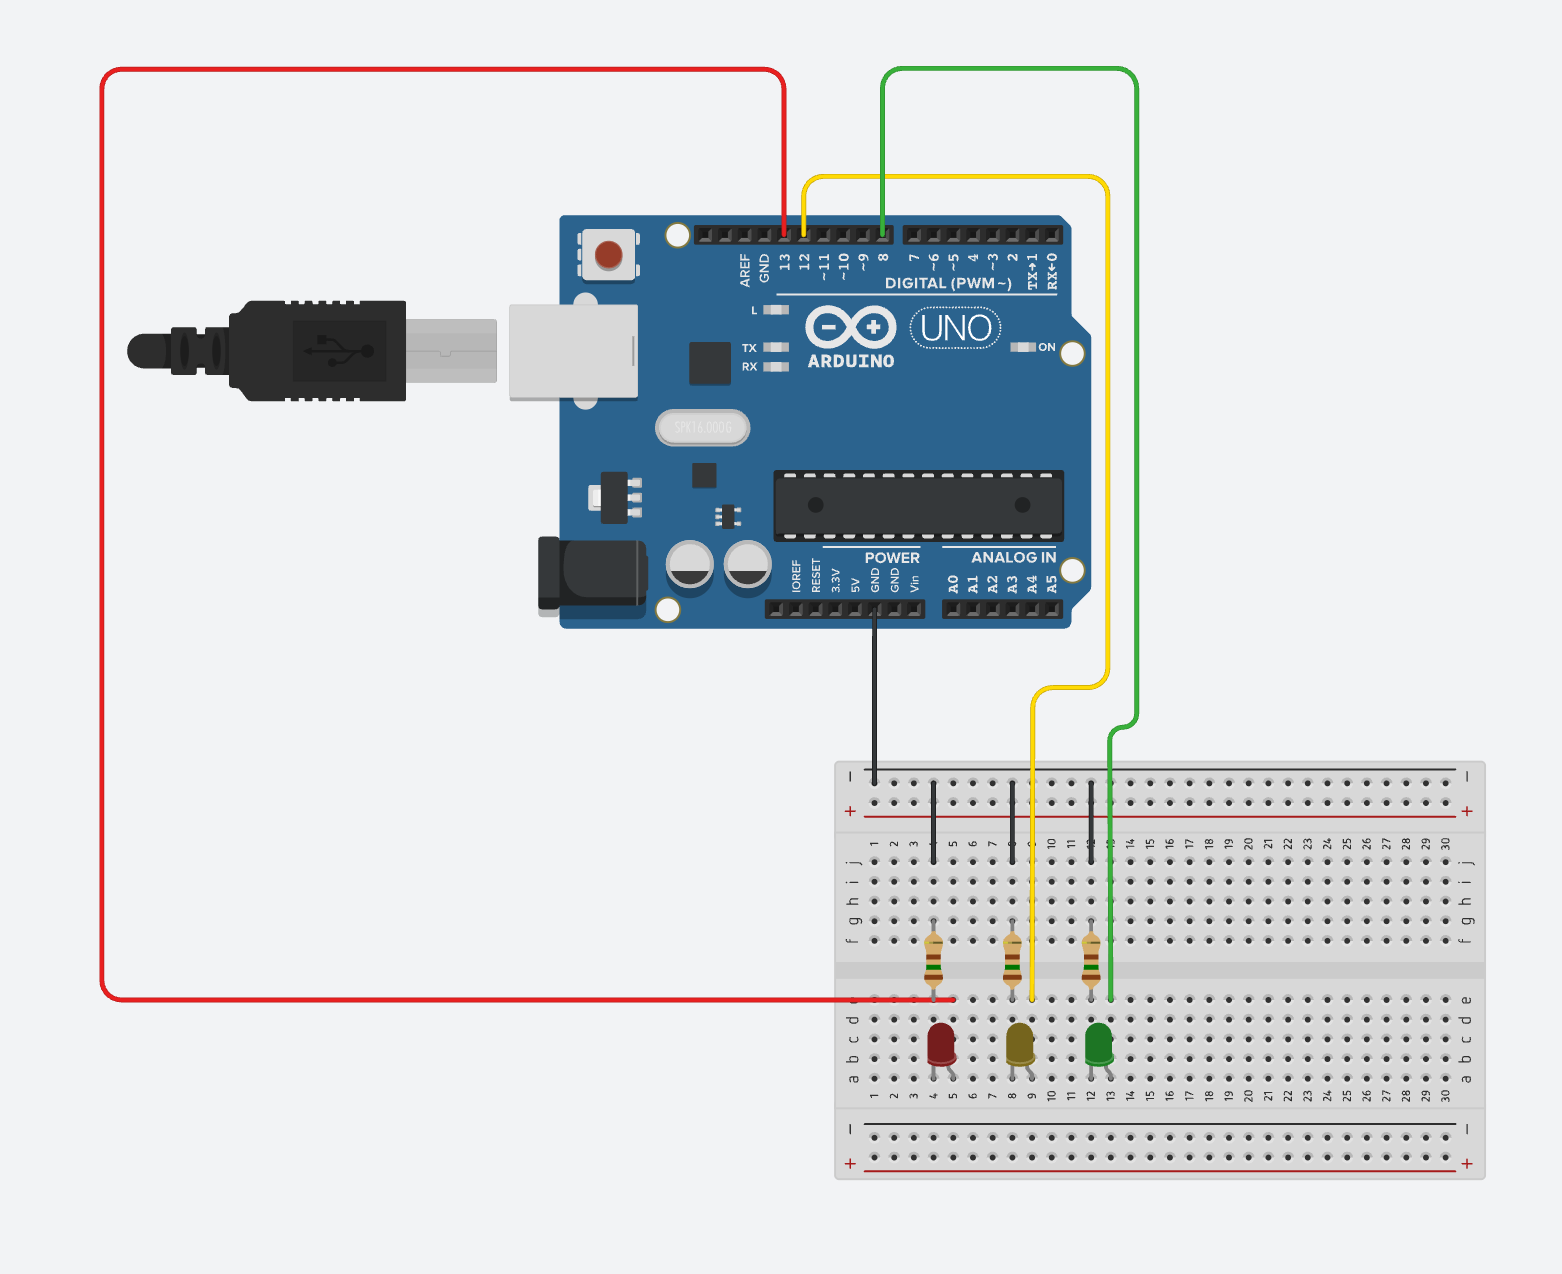 AREF
GND
13
12
~11
~10
~9
8
7
~6
~5
4
~3
2
TX→1
RX←0
DIGITAL (PWM~)
L
TX
RX
ARDUINO
UNO
ON
SPK16.000G
POWER
ANALOG IN
IOREF
RESET
3.3V
5V
GND
GND
Vin
A0
A1
A2
A3
A4
A5
− −
+ +
1 2 3 5 6 7 10 11 14 15 16 17 18 19 20 21 22 23 24 25 26 27 28 29 30
j j
i i
h h
g g
f f
e
d d
c c
b b
a a
1 2 3 4 5 6 7 8 9 10 11 12 13 14 15 16 17 18 19 20 21 22 23 24 25 26 27 28 29 30
− −
+ +